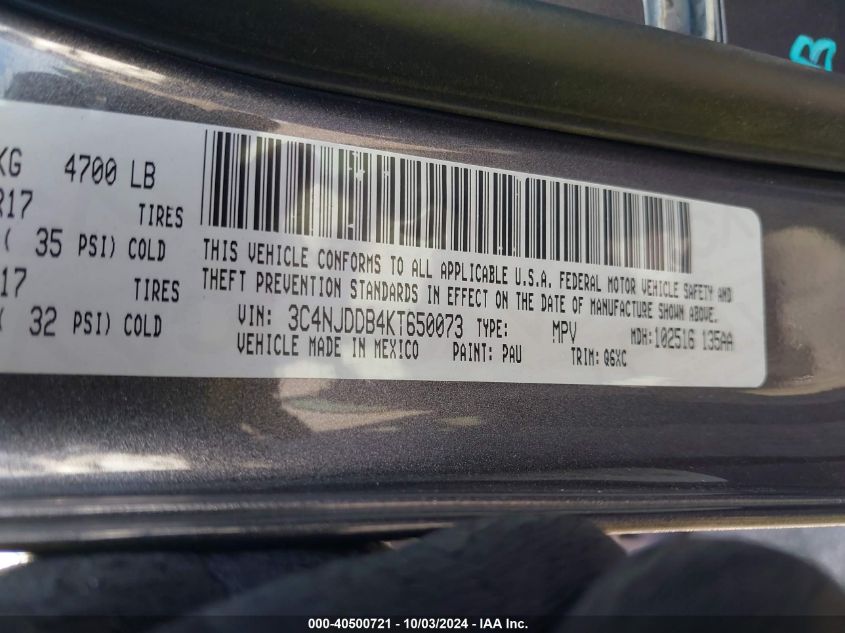 KG 4700 LB
R17 TIRES
( 35 PSI) COLD
17 TIRES
( 32 PSI) COLD
THIS VEHICLE CONFORMS TO ALL APPLICABLE U.S.A. FEDERAL MOTOR VEHICLE SAFETY AND
THEFT PREVENTION STANDARDS IN EFFECT ON THE DATE OF MANUFACTURE SHOWN ABOVE.
VIN: 3C4NJDDB4KT650073 TYPE: MPV MDH:102516 135AA
VEHICLE MADE IN MEXICO PAINT: PAU TRIM: Q6XC
000-40500721 - 10/03/2024 - IAA Inc.